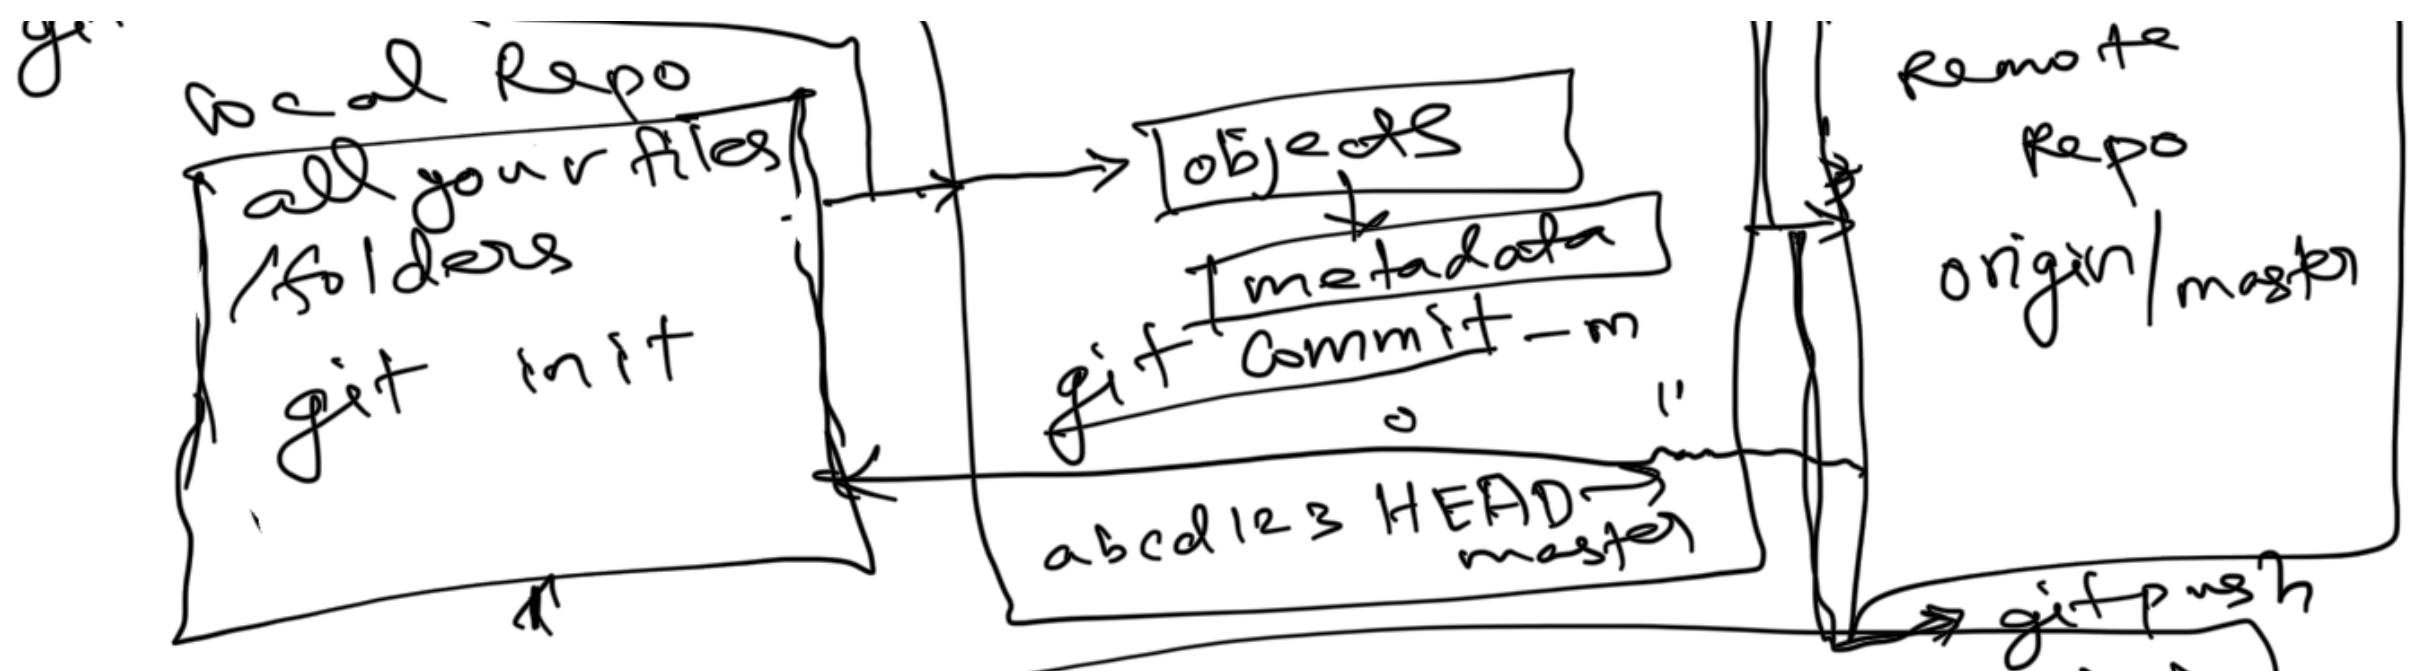 local Repo
all your files
/folders
git init
objects
metadata
git commit -m
" "
abcd123 HEAD →
master
Remote
Repo
origin/master
git push